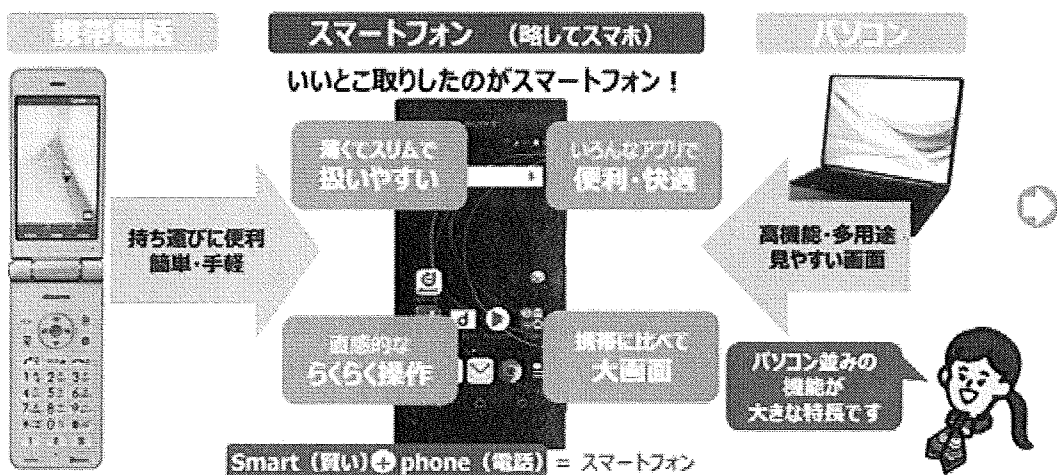 携帯電話
スマートフォン （略してスマホ）
パソコン
いいとこ取りしたのがスマートフォン！
薄くてスリムで
扱いやすい
いろんなアプリで
便利・快適
持ち運びに便利
簡単・手軽
高機能・多用途
見やすい画面
直感的な
らくらく操作
携帯に比べて
大画面
パソコン並みの
機能が
大きな特長です
Smart（賢い）+ phone（電話）= スマートフォン